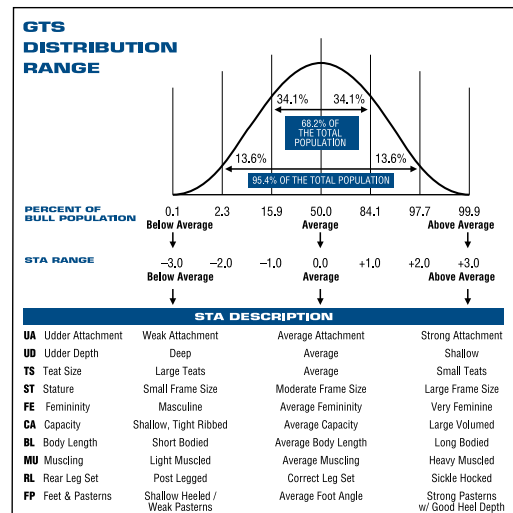 GTS
DISTRIBUTION
RANGE
34.1% 34.1%
68.2% OF
THE TOTAL
POPULATION
13.6% 13.6%
95.4% OF THE TOTAL POPULATION
PERCENT OF
BULL POPULATION
0.1 2.3 15.9 50.0 84.1 97.7 99.9
Below Average Average Above Average
STA RANGE –3.0 –2.0 –1.0 0.0 +1.0 +2.0 +3.0
Below Average Average Above Average
STA DESCRIPTION
UA Udder Attachment Weak Attachment Average Attachment Strong Attachment
UD Udder Depth Deep Average Shallow
TS Teat Size Large Teats Average Small Teats
ST Stature Small Frame Size Moderate Frame Size Large Frame Size
FE Femininity Masculine Average Femininity Very Feminine
CA Capacity Shallow, Tight Ribbed Average Capacity Large Volumed
BL Body Length Short Bodied Average Body Length Long Bodied
MU Muscling Light Muscled Average Muscling Heavy Muscled
RL Rear Leg Set Post Legged Correct Leg Set Sickle Hocked
FP Feet & Pasterns Shallow Heeled / Average Foot Angle Strong Pasterns
Weak Pasterns w/ Good Heel Depth